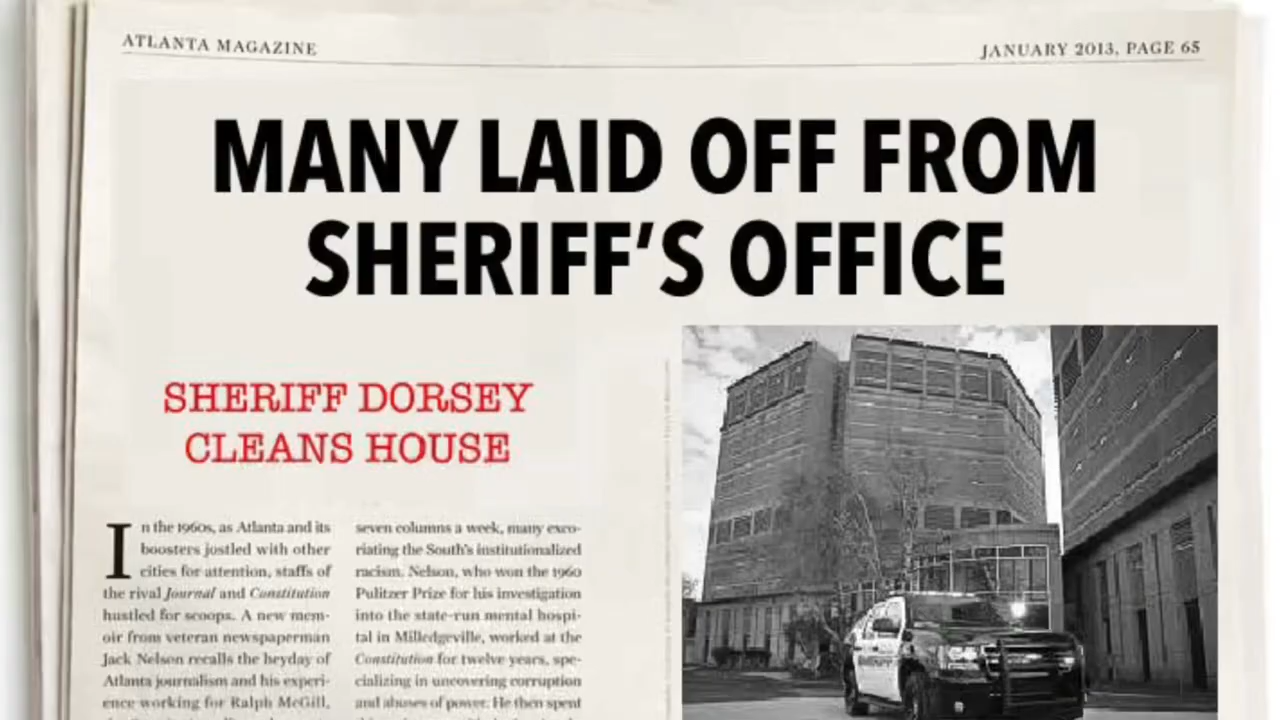 ATLANTA MAGAZINE
JANUARY 2013, PAGE 65
MANY LAID OFF FROM
SHERIFF'S OFFICE
SHERIFF DORSEY
CLEANS HOUSE
In the 1960s, as Atlanta and its
boosters jostled with other
cities for attention, staffs of
the rival Journal and Constitution
hustled for scoops. A new mem-
oir from veteran newspaperman
Jack Nelson recalls the heyday of
Atlanta journalism and his experi-
ence working for Ralph McGill,
seven columns a week, many exco-
riating the South's institutionalized
racism. Nelson, who won the 1960
Pulitzer Prize for his investigation
into the state-run mental hospi-
tal in Milledgeville, worked at the
Constitution for twelve years, spe-
cializing in uncovering corruption
and abuses of power. He then spent